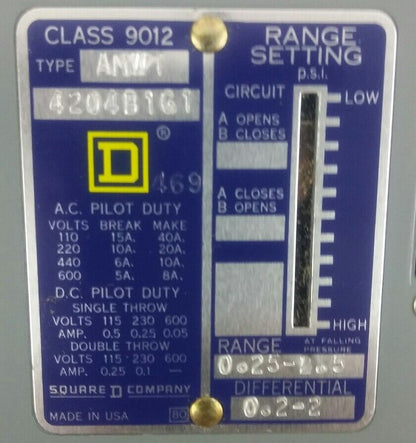 CLASS 9012
TYPE
4204B1G1
D
®
469
A.C. PILOT DUTY
VOLTS BREAK MAKE
110 15A. 40A.
220 10A. 20A.
440 6A. 10A.
600 5A. 8A.
D.C. PILOT DUTY
SINGLE THROW
VOLTS 115 230 600
AMP. 0.5 0.25 0.05
DOUBLE THROW
VOLTS 115 230 600
AMP. 0.25 0.1 —
SQUARE D COMPANY
MADE IN USA
RANGE
SETTING
p.s.i.
CIRCUIT
LOW
A OPENS
B CLOSES
A CLOSES
B OPENS
HIGH
AT FALLING
PRESSURE
RANGE
DIFFERENTIAL
0.2-2